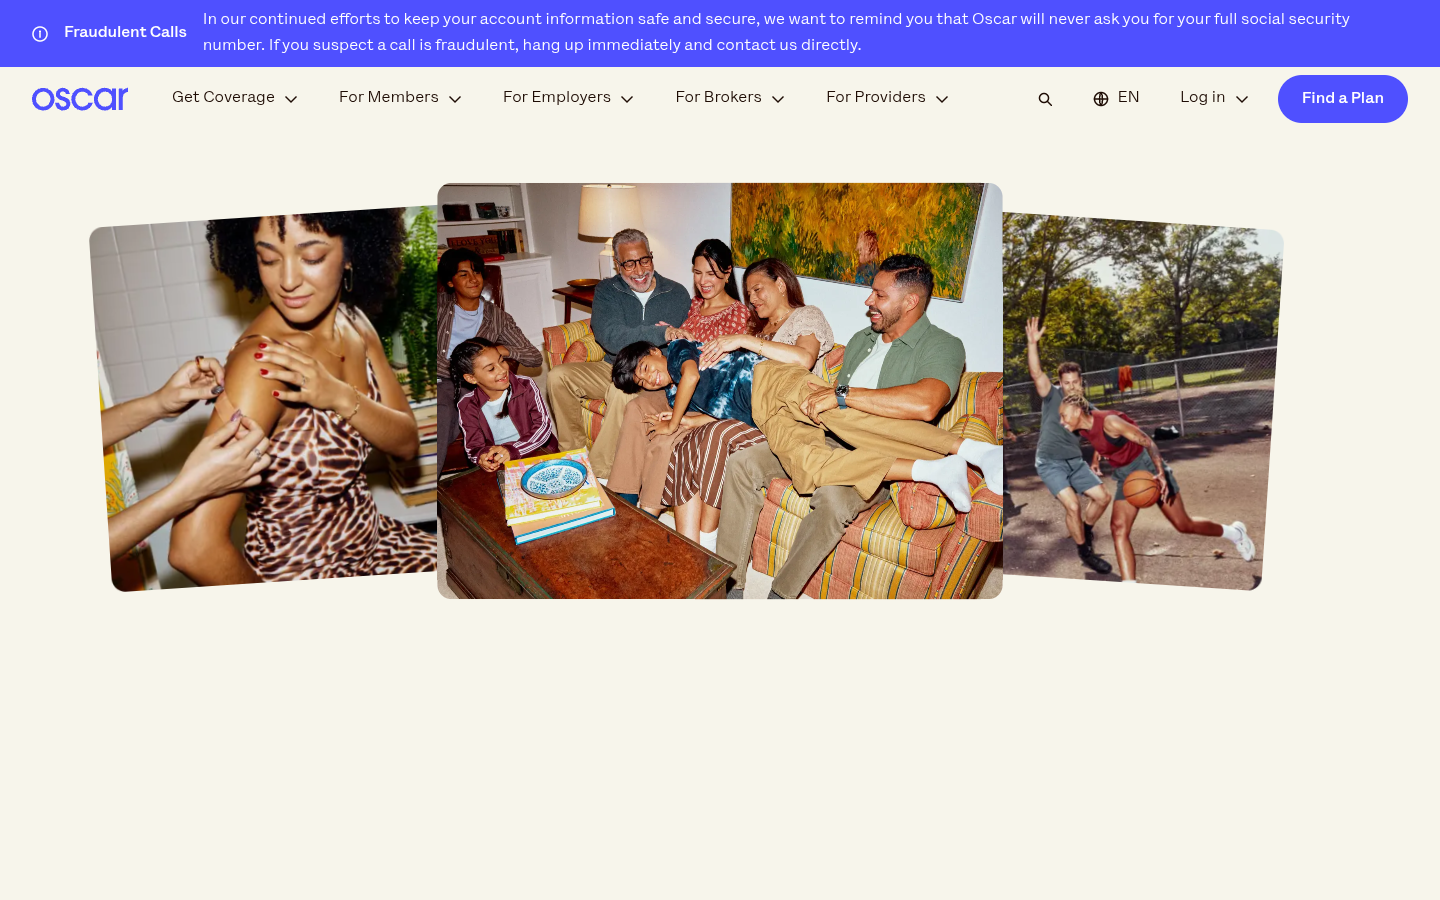 Fraudulent Calls
In our continued efforts to keep your account information safe and secure, we want to remind you that Oscar will never ask you for your full social security
number. If you suspect a call is fraudulent, hang up immediately and contact us directly.
oscar
Get Coverage
For Members
For Employers
For Brokers
For Providers
EN
Log in
Find a Plan